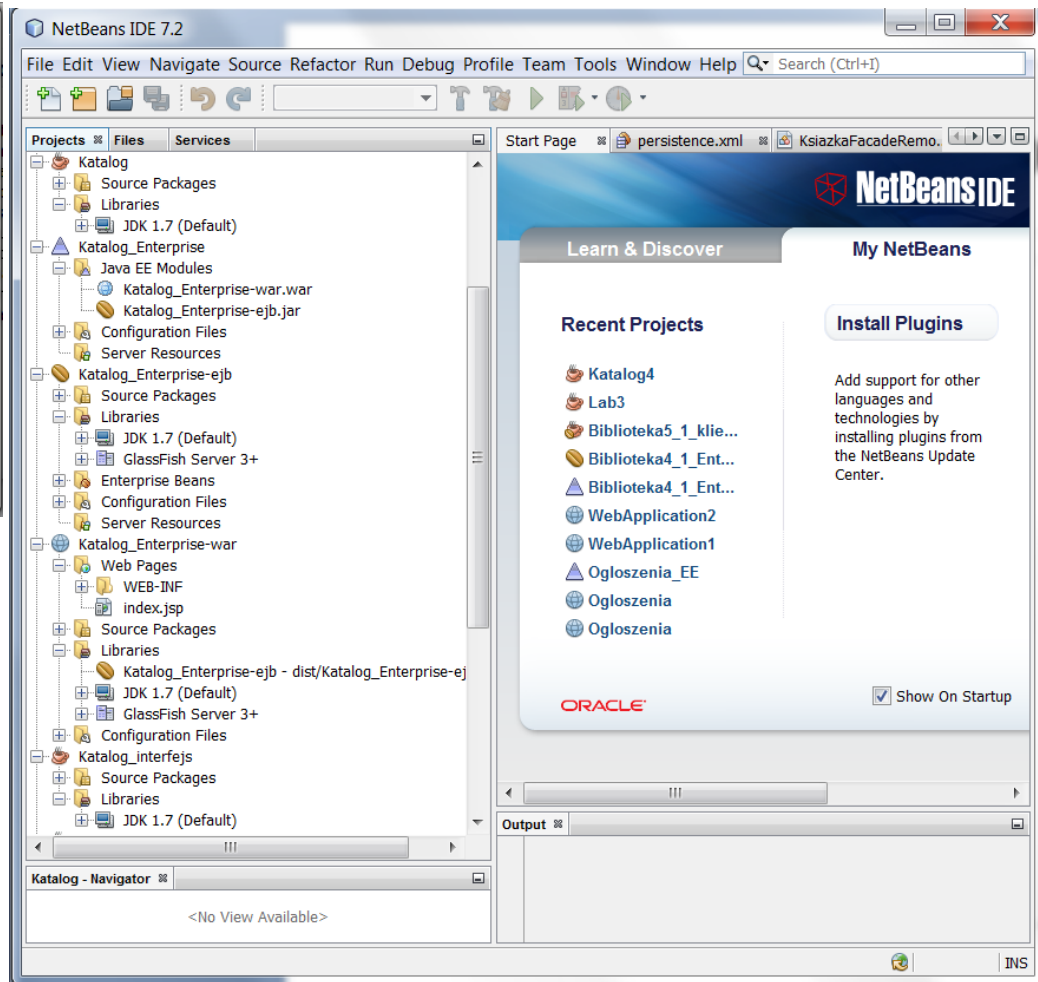 NetBeans IDE 7.2
File Edit View Navigate Source Refactor Run Debug Profile Team Tools Window Help Search (Ctrl+I)
Projects Files Services
Katalog
Source Packages
Libraries
JDK 1.7 (Default)
Katalog_Enterprise
Java EE Modules
Katalog_Enterprise-war.war
Katalog_Enterprise-ejb.jar
Configuration Files
Server Resources
Katalog_Enterprise-ejb
Source Packages
Libraries
JDK 1.7 (Default)
GlassFish Server 3+
Enterprise Beans
Configuration Files
Server Resources
Katalog_Enterprise-war
Web Pages
WEB-INF
index.jsp
Source Packages
Libraries
Katalog_Enterprise-ejb - dist/Katalog_Enterprise-ej
JDK 1.7 (Default)
GlassFish Server 3+
Configuration Files
Katalog_interfejs
Source Packages
Libraries
JDK 1.7 (Default)
Katalog - Navigator
<No View Available>
Start Page persistence.xml KsiazkaFacadeRemo.
NetBeans IDE
Learn & Discover
My NetBeans
Recent Projects
Katalog4
Lab3
Biblioteka5_1_klie...
Biblioteka4_1_Ent...
Biblioteka4_1_Ent...
WebApplication2
WebApplication1
Ogloszenia_EE
Ogloszenia
Ogloszenia
Install Plugins
Add support for other
languages and
technologies by
installing plugins from
the NetBeans Update
Center.
ORACLE
Show On Startup
Output
INS